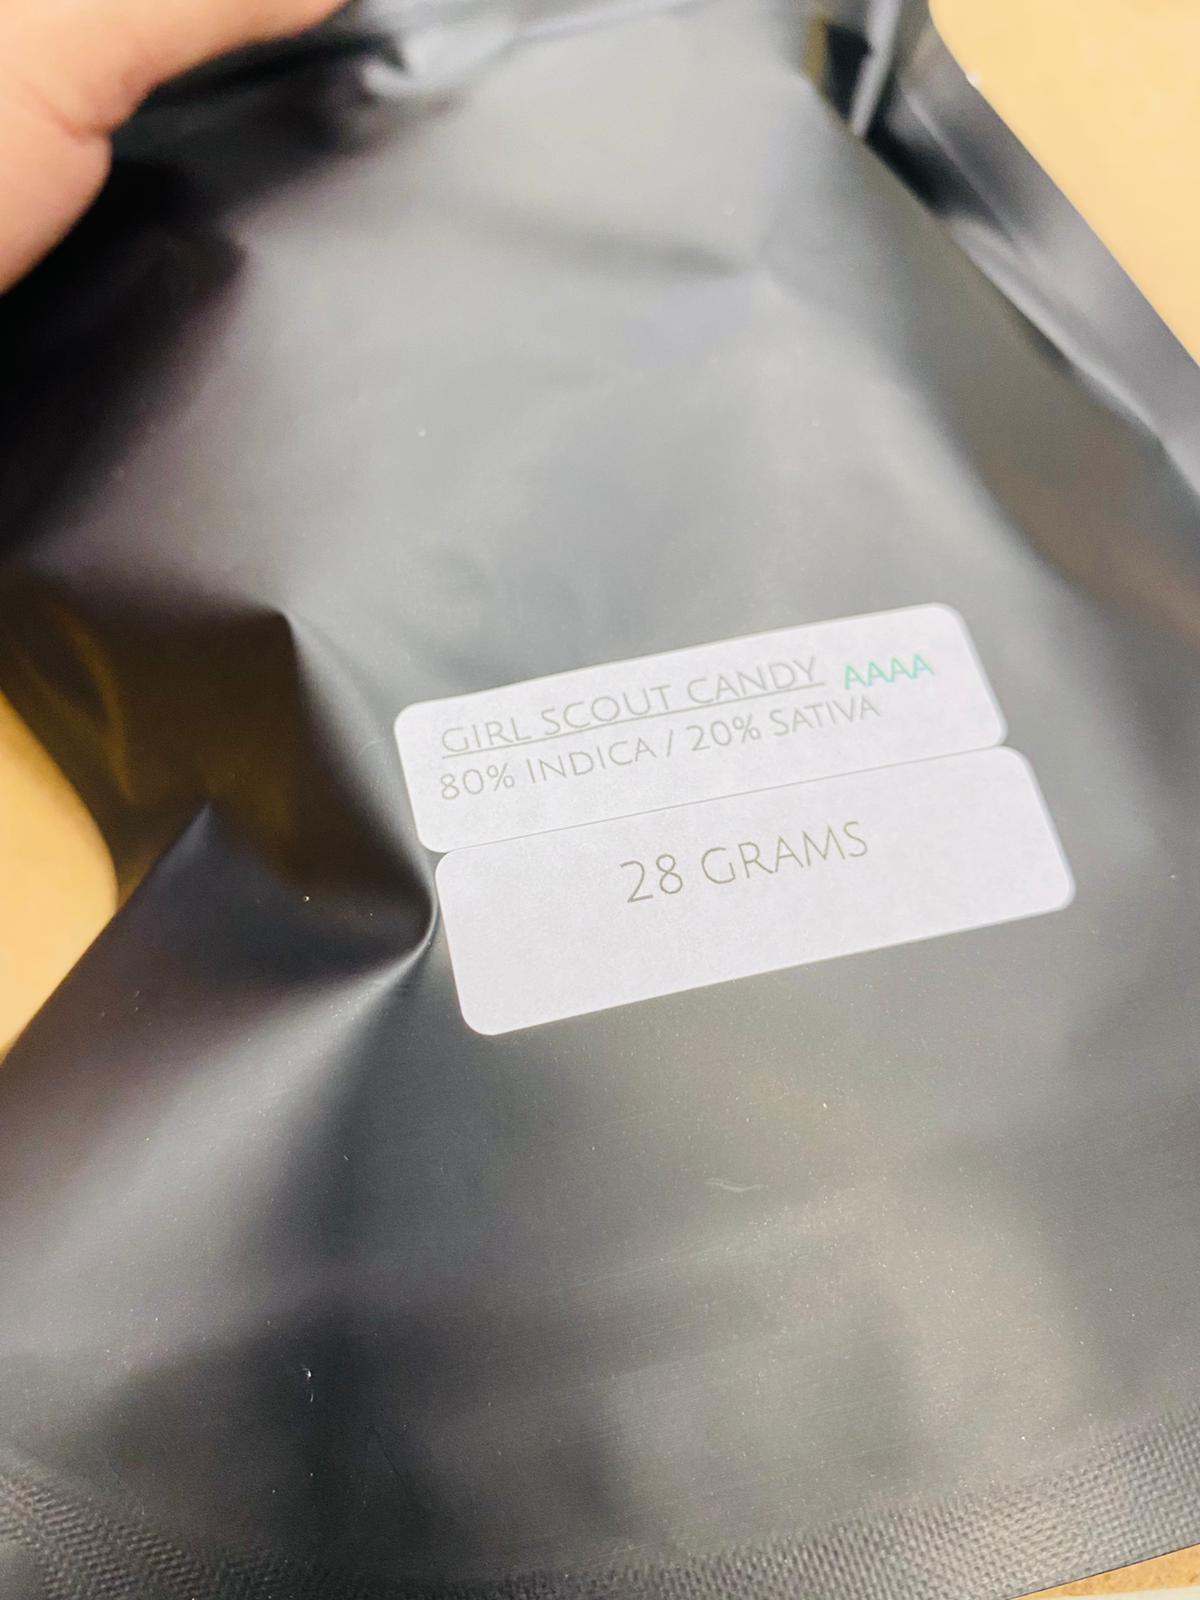 GIRL SCOUT CANDY AAAA
80% INDICA / 20% SATIVA
28 GRAMS